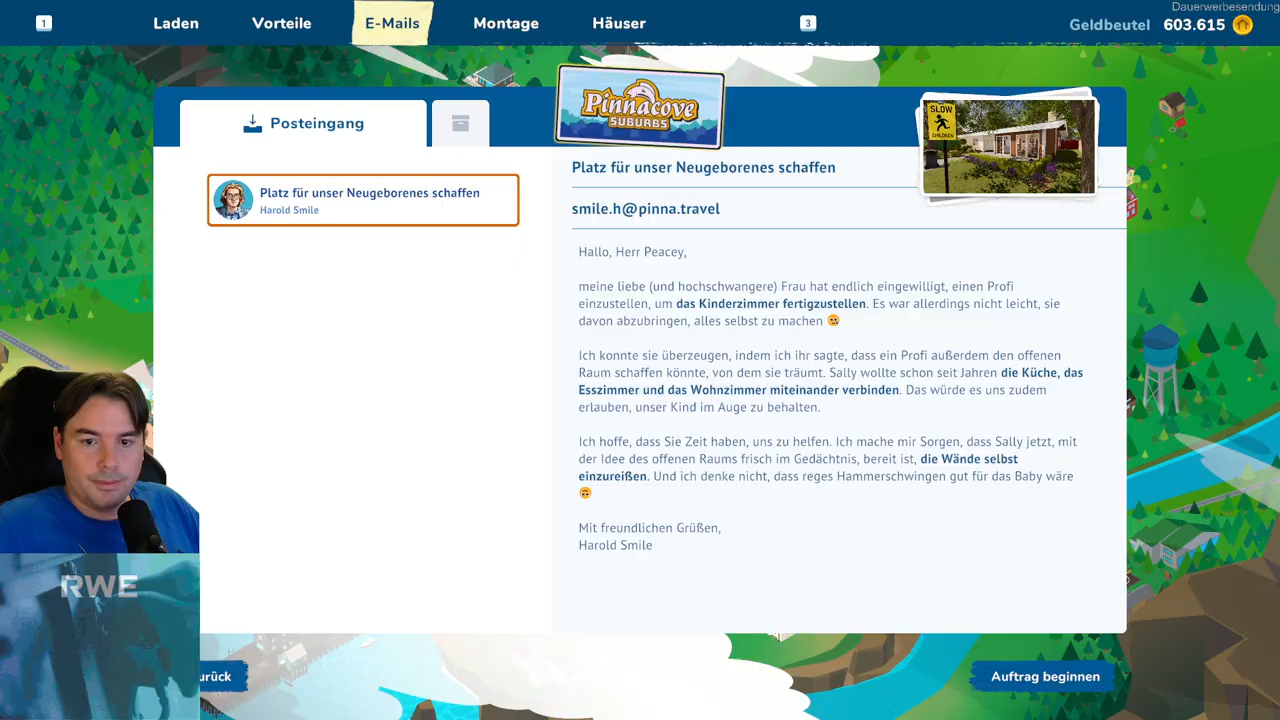 Dauerwerbesendung
1
Laden
Vorteile
E-Mails
Montage
Häuser
3
Geldbeutel 603.615
Posteingang
Pinnacove
SUBURBS
SLOW
CHILDREN
Platz für unser Neugeborenes schaffen
Harold Smile
Platz für unser Neugeborenes schaffen
smile.h@pinna.travel
Hallo, Herr Peacey,
meine liebe (und hochschwangere) Frau hat endlich eingewilligt, einen Profi
einzustellen, um das Kinderzimmer fertigzustellen. Es war allerdings nicht leicht, sie
davon abzubringen, alles selbst zu machen
Ich konnte sie überzeugen, indem ich ihr sagte, dass ein Profi außerdem den offenen
Raum schaffen könnte, von dem sie träumt. Sally wollte schon seit Jahren die Küche, das
Esszimmer und das Wohnzimmer miteinander verbinden. Das würde es uns zudem
erlauben, unser Kind im Auge zu behalten.
Ich hoffe, dass Sie Zeit haben, uns zu helfen. Ich mache mir Sorgen, dass Sally jetzt, mit
der Idee des offenen Raums frisch im Gedächtnis, bereit ist, die Wände selbst
einzureißen. Und ich denke nicht, dass reges Hammerschwingen gut für das Baby wäre
Mit freundlichen Grüßen,
Harold Smile
RWE
urück
Auftrag beginnen